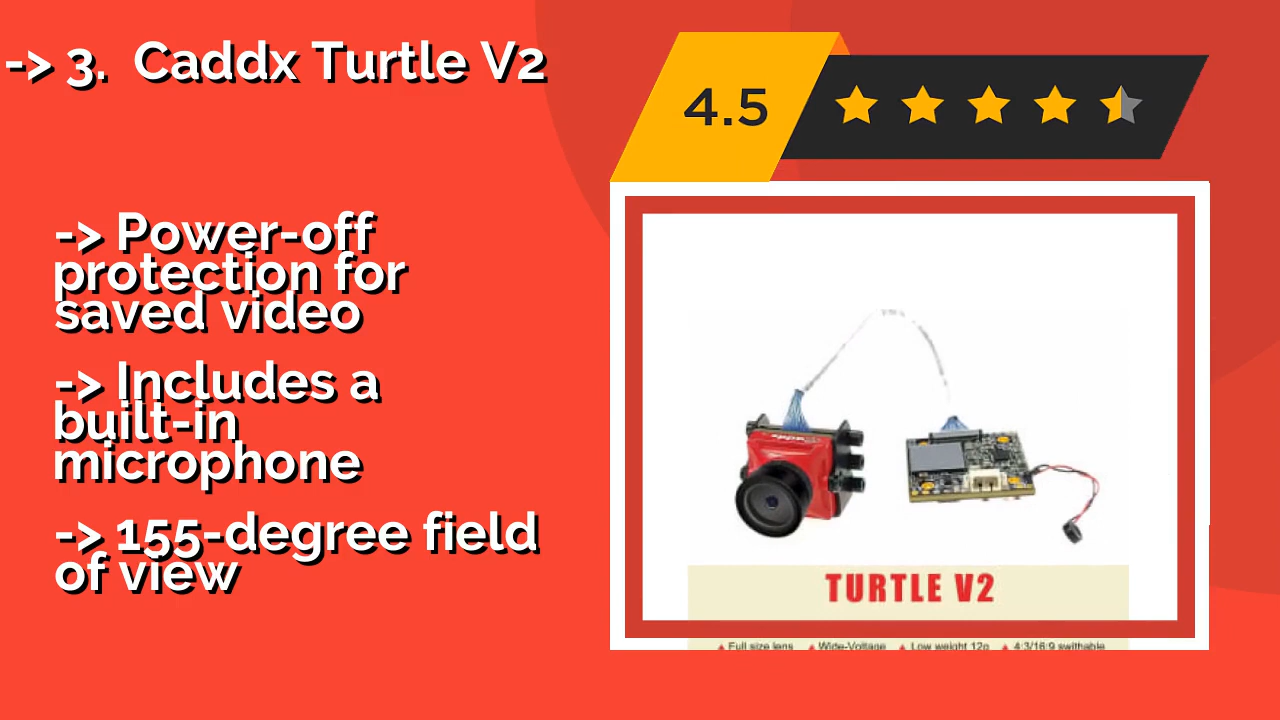 -> 3. Caddx Turtle V2
4.5
-> Power-off
protection for
saved video
-> Includes a
built-in
microphone
-> 155-degree field
of view
TURTLE V2
Full size lens Wide-Voltage Low weight 12g 4:3/16:9 swithable